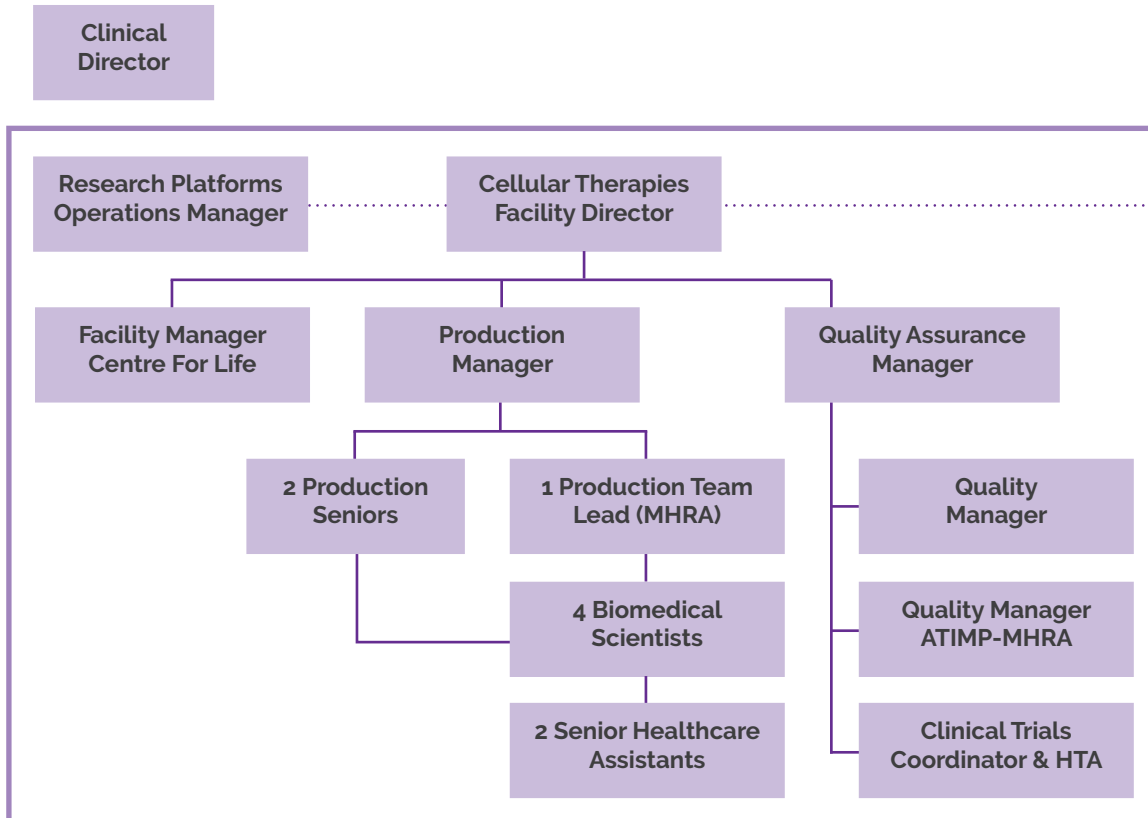 Clinical
Director
Research Platforms
Operations Manager
Cellular Therapies
Facility Director
Facility Manager
Centre For Life
Production
Manager
Quality Assurance
Manager
2 Production
Seniors
1 Production Team
Lead (MHRA)
Quality
Manager
4 Biomedical
Scientists
Quality Manager
ATIMP-MHRA
2 Senior Healthcare
Assistants
Clinical Trials
Coordinator & HTA